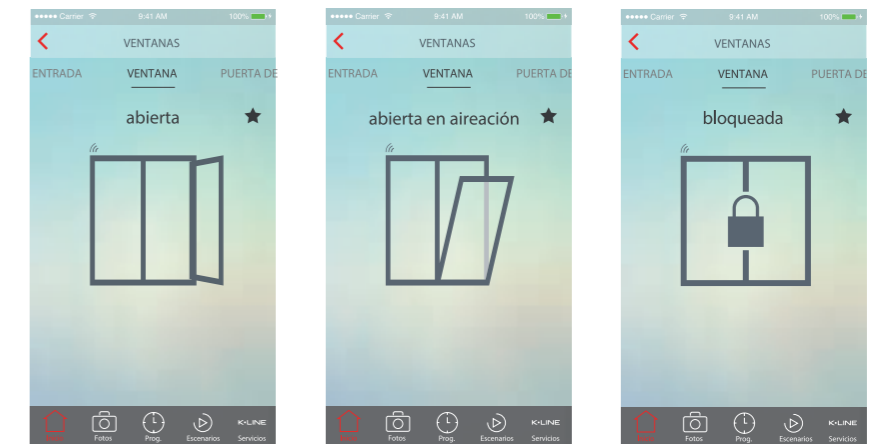 Carrier 9:41 AM 100%
VENTANAS
ENTRADA VENTANA PUERTA DE
abierta
Fotos Prog. Escenarios K•LINE Servicios
Carrier 9:41 AM 100%
VENTANAS
ENTRADA VENTANA PUERTA DE
abierta en aireación
Fotos Prog. Escenarios K•LINE Servicios
Carrier 9:41 AM 100%
VENTANAS
ENTRADA VENTANA PUERTA DE
bloqueada
Fotos Prog. Escenarios K•LINE Servicios